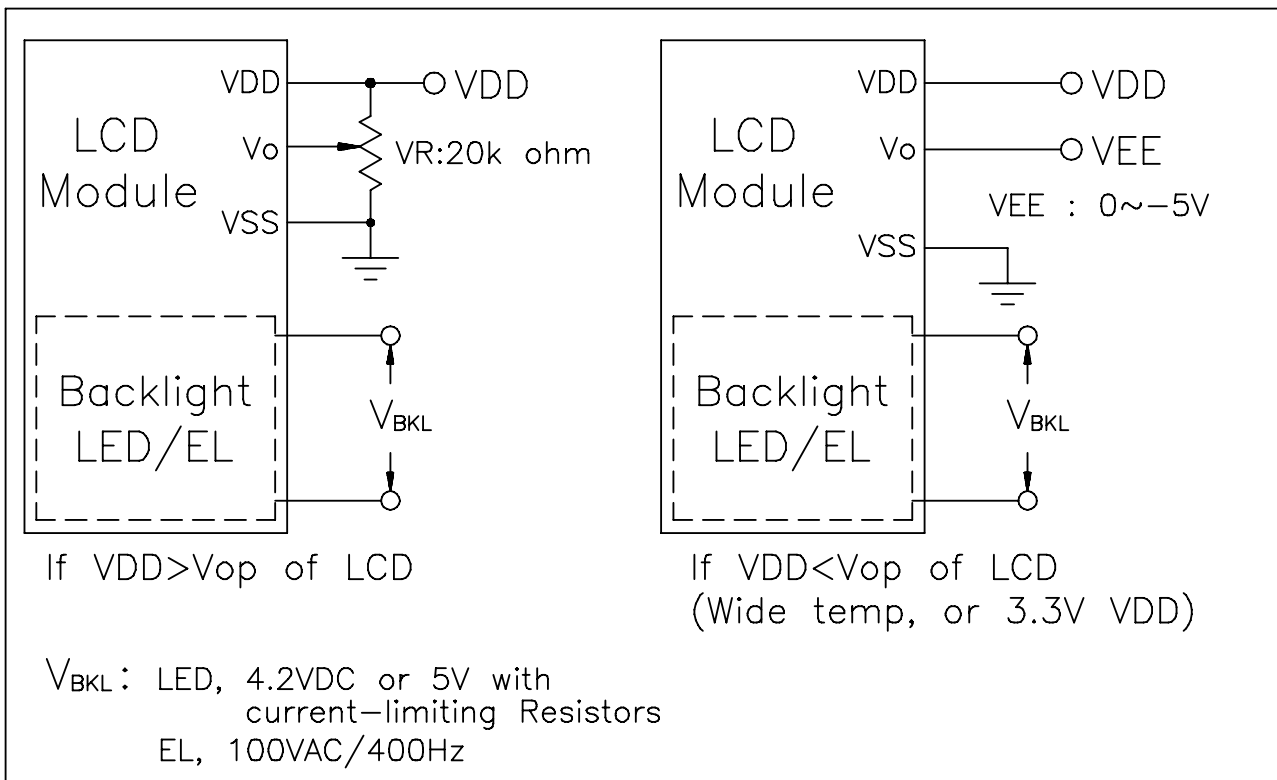 LCD
Module
VDD
VDD
Vo
VR:20k ohm
VSS
Backlight
LED/EL
VBKL
If VDD>Vop of LCD
LCD
Module
VDD
VDD
Vo
VEE
VEE : 0~-5V
VSS
Backlight
LED/EL
VBKL
If VDD<Vop of LCD
(Wide temp, or 3.3V VDD)
VBKL: LED, 4.2VDC or 5V with
current-limiting Resistors
EL, 100VAC/400Hz